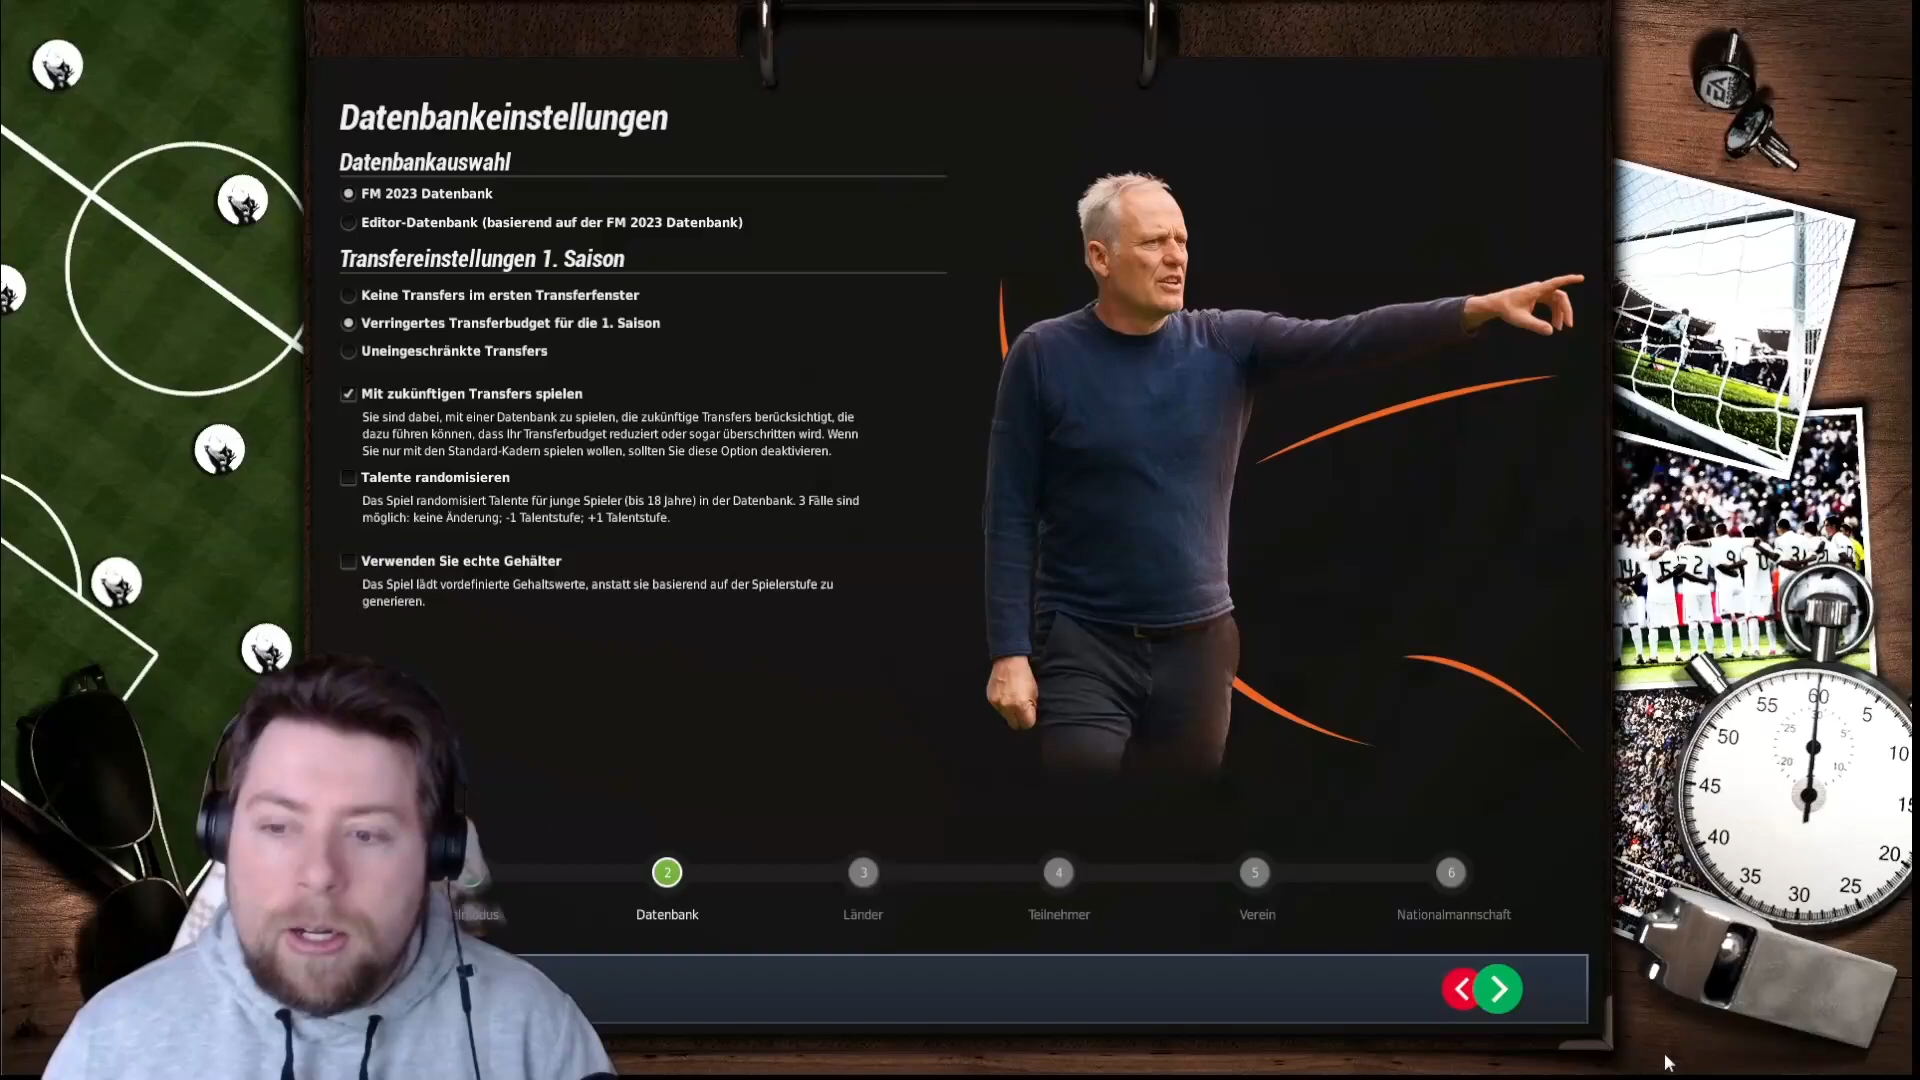 Datenbankeinstellungen
Datenbankauswahl
FM 2023 Datenbank
Editor-Datenbank (basierend auf der FM 2023 Datenbank)
Transfereinstellungen 1. Saison
Keine Transfers im ersten Transferfenster
Verringertes Transferbudget für die 1. Saison
Uneingeschränkte Transfers
Mit zukünftigen Transfers spielen
Sie sind dabei, mit einer Datenbank zu spielen, die zukünftige Transfers berücksichtigt, die
dazu führen können, dass Ihr Transferbudget reduziert oder sogar überschritten wird. Wenn
Sie nur mit den Standard-Kadern spielen wollen, sollten Sie diese Option deaktivieren.
Talente randomisieren
Das Spiel randomisiert Talente für junge Spieler (bis 18 Jahre) in der Datenbank. 3 Fälle sind
möglich: keine Änderung; -1 Talentstufe; +1 Talentstufe.
Verwenden Sie echte Gehälter
Das Spiel lädt vordefinierte Gehaltswerte, anstatt sie basierend auf der Spielerstufe zu
generieren.
2
3
4
5
6
Datenbank
Länder
Teilnehmer
Verein
Nationalmannschaft
EA
60
55
5
50
10
45
40
20
35
25
30